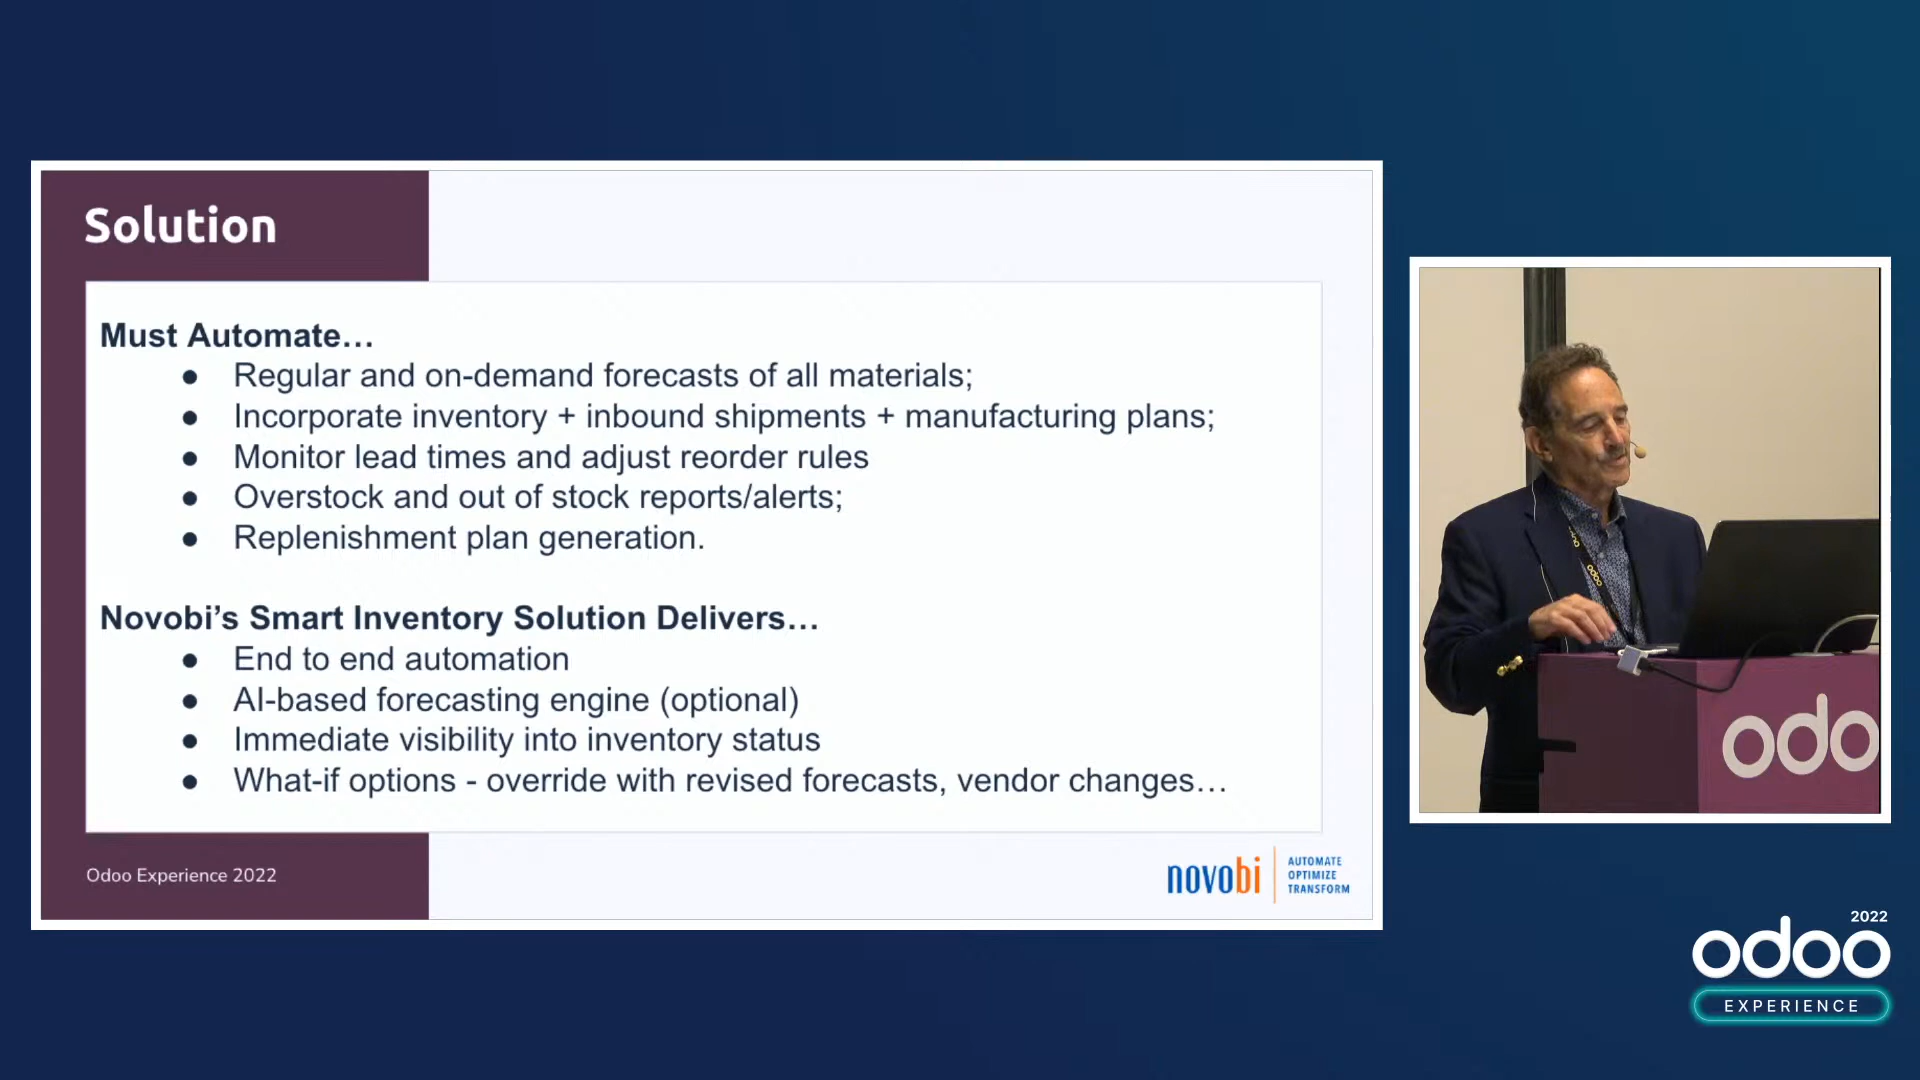 Solution
Must Automate…
● Regular and on-demand forecasts of all materials;
● Incorporate inventory + inbound shipments + manufacturing plans;
● Monitor lead times and adjust reorder rules
● Overstock and out of stock reports/alerts;
● Replenishment plan generation.
Novobi’s Smart Inventory Solution Delivers…
● End to end automation
● AI-based forecasting engine (optional)
● Immediate visibility into inventory status
● What-if options - override with revised forecasts, vendor changes…
Odoo Experience 2022
novobi
AUTOMATE
OPTIMIZE
TRANSFORM
odoo
odo
2022
odoo
EXPERIENCE